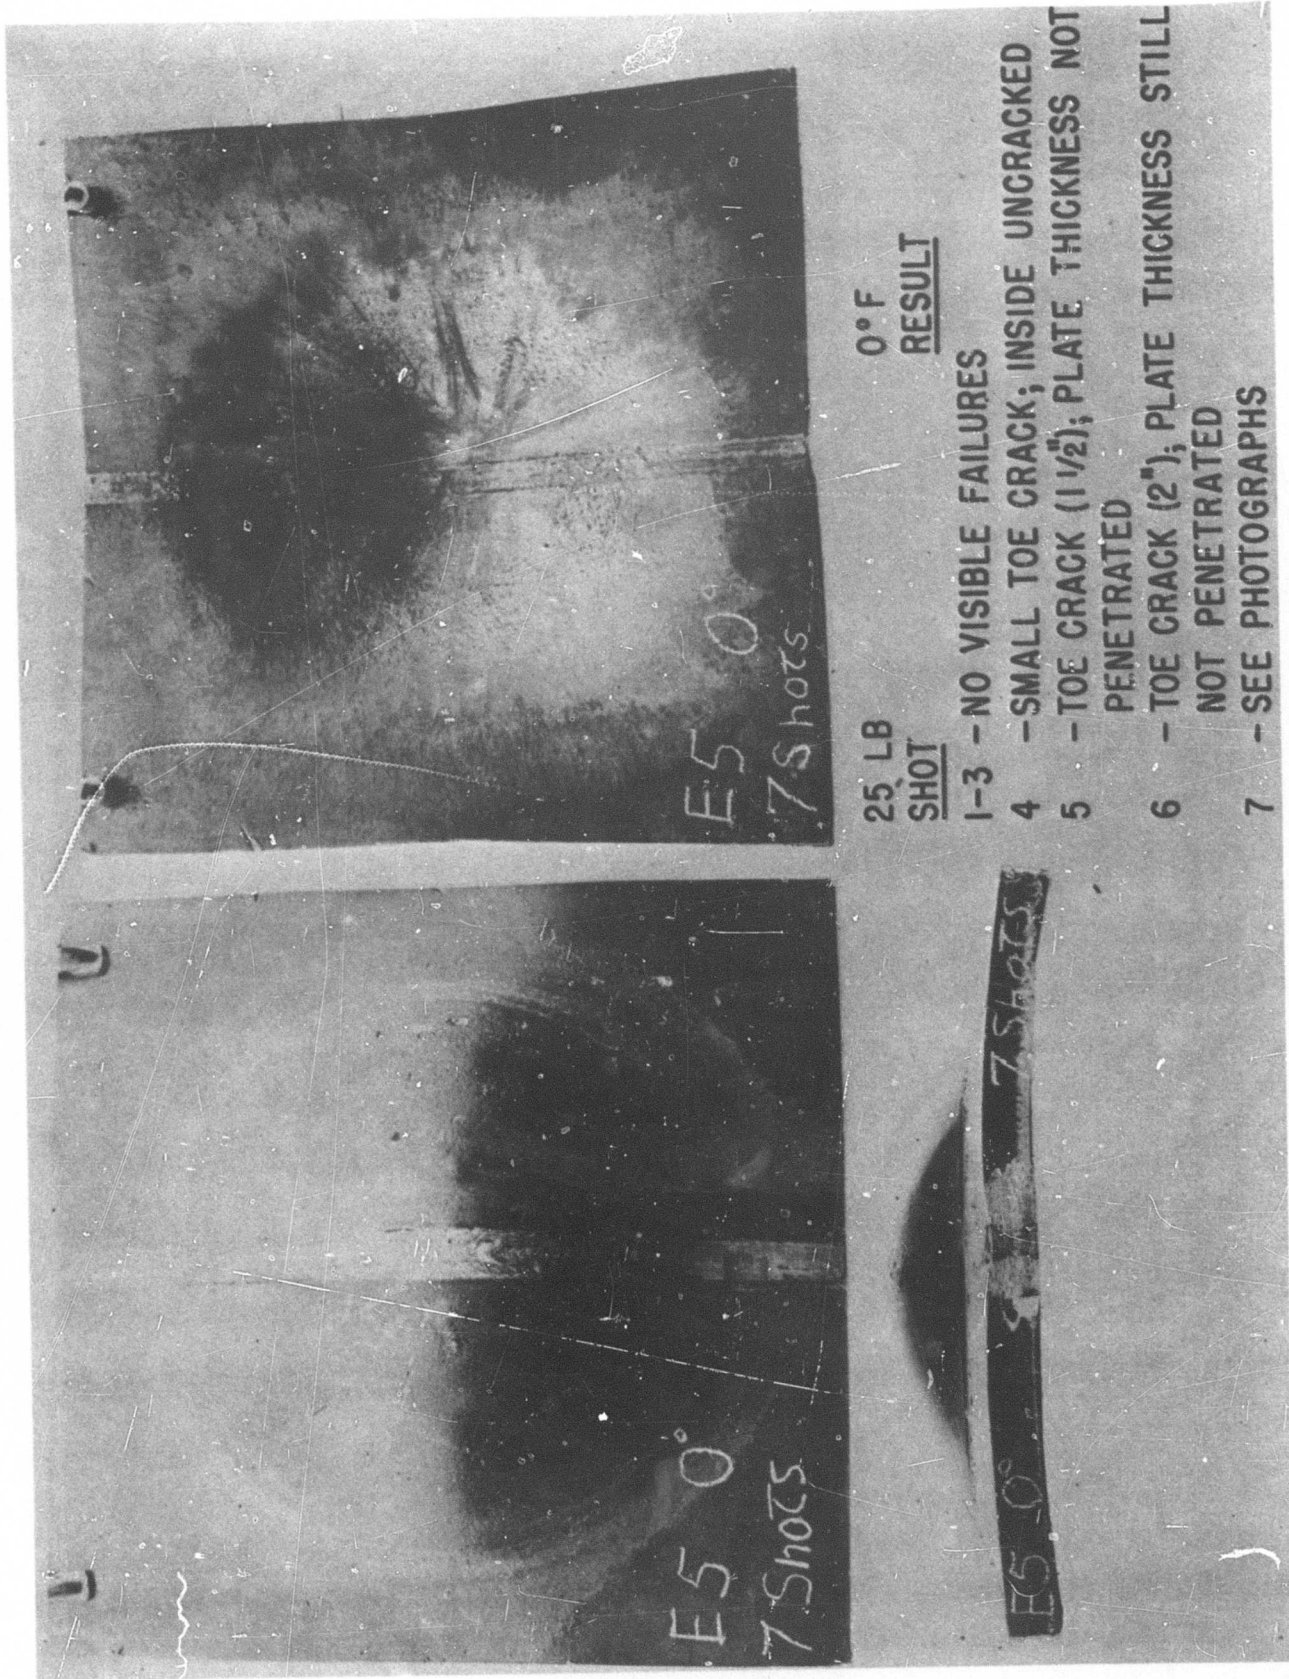 E5 0°
7 Shots
E5 0°
7 Shots
E5 0° 7 Shots
25 LB 0°F
SHOT RESULT
1-3 - NO VISIBLE FAILURES
4 - SMALL TOE CRACK; INSIDE UNCRACKED
5 - TOE CRACK (1 1/2"); PLATE THICKNESS NOT
PENETRATED
6 - TOE CRACK (2"); PLATE THICKNESS STILL
NOT PENETRATED
7 - SEE PHOTOGRAPHS